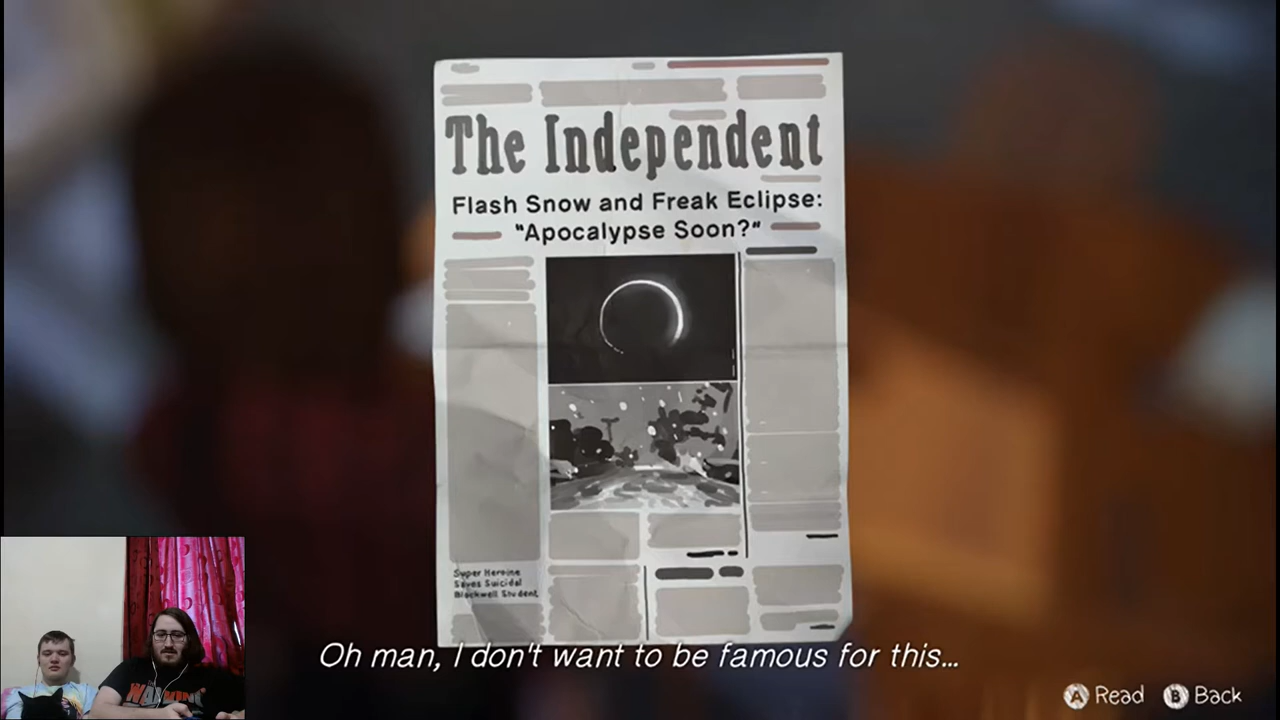 The Independent
Flash Snow and Freak Eclipse:
"Apocalypse Soon?"
Super Heroine
Saves Suicidal
Blackwell Student
Oh man, I don't want to be famous for this...
A Read B Back